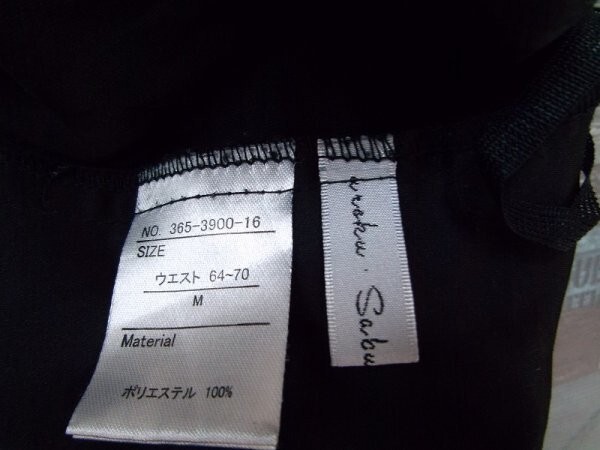 NO. 365-3900-16
SIZE
ウエスト 64~70
M
Material
ポリエステル 100%